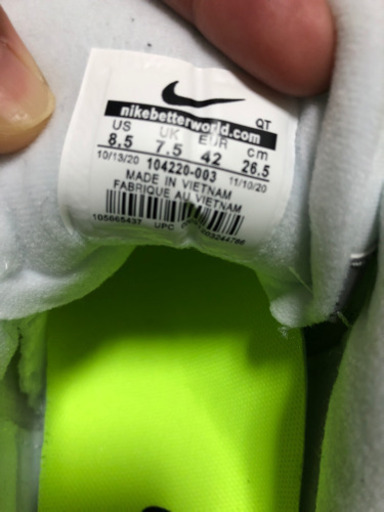 nikebetterworld.com
QT
US UK EUR cm
8.5 7.5 42 26.5
10/13/20 104220-003 11/10/20
MADE IN VIETNAM
FABRIQUE AU VIETNAM
105665437 UPC